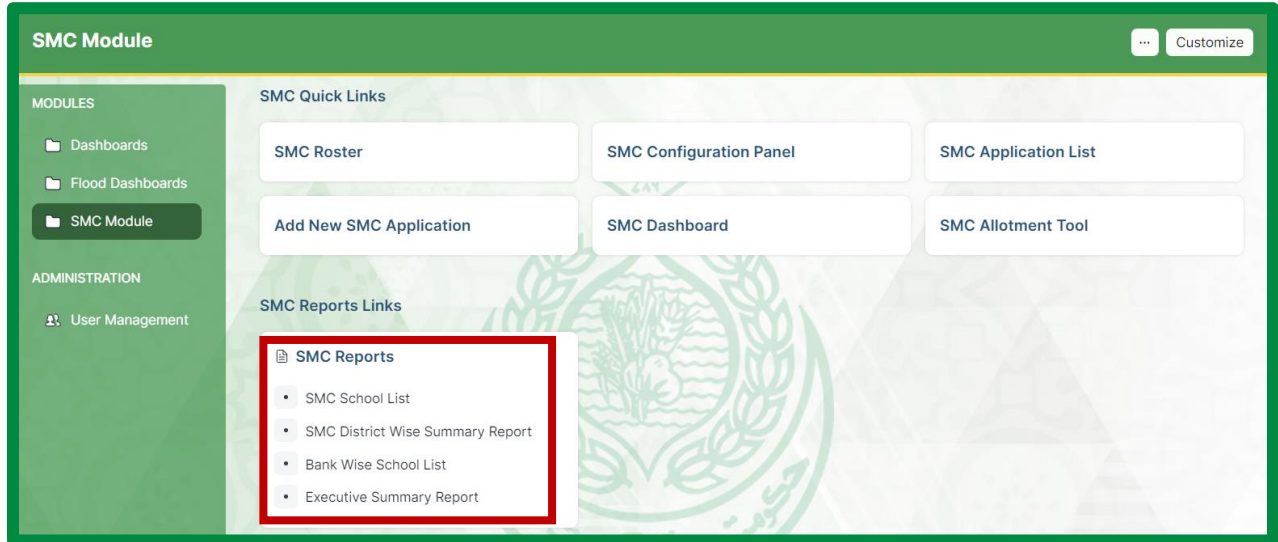 SMC Module
... Customize
MODULES
Dashboards
Flood Dashboards
SMC Module
ADMINISTRATION
User Management
SMC Quick Links
SMC Roster
SMC Configuration Panel
SMC Application List
Add New SMC Application
SMC Dashboard
SMC Allotment Tool
SMC Reports Links
SMC Reports
• SMC School List
• SMC District Wise Summary Report
• Bank Wise School List
• Executive Summary Report